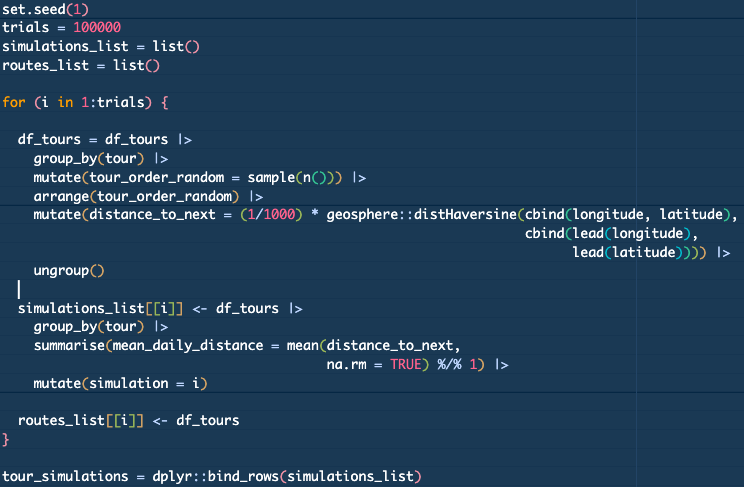 set.seed(1)
trials = 100000
simulations_list = list()
routes_list = list()
for (i in 1:trials) {
df_tours = df_tours |>
group_by(tour) |>
mutate(tour_order_random = sample(n())) |>
arrange(tour_order_random) |>
mutate(distance_to_next = (1/1000) * geosphere::distHaversine(cbind(longitude, latitude),
cbind(lead(longitude),
lead(latitude)))) |>
ungroup()
simulations_list[[i]] <- df_tours |>
group_by(tour) |>
summarise(mean_daily_distance = mean(distance_to_next,
na.rm = TRUE) %/% 1) |>
mutate(simulation = i)
routes_list[[i]] <- df_tours
}
tour_simulations = dplyr::bind_rows(simulations_list)